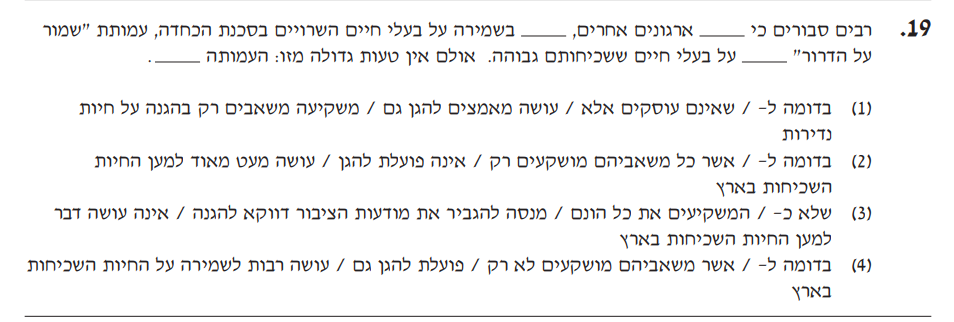 19. רבים סבורים כי _____ ארגונים אחרים, _____ בשמירה על בעלי חיים השרויים בסכנת הכחדה, עמותת "שמור
על הדרור" _____ על בעלי חיים ששכיחותם גבוהה. אולם אין טעות גדולה מזו: העמותה _____.
(1) בדומה ל- / שאינם עוסקים אלא / עושה מאמצים להגן גם / משקיעה משאבים רק בהגנה על חיות
נדירות
(2) בדומה ל- / אשר כל משאביהם מושקעים רק / אינה פועלת להגן / עושה מעט מאוד למען החיות
השכיחות בארץ
(3) שלא כ- / המשקיעים את כל הונם / מנסה להגביר את מודעות הציבור דווקא להגנה / אינה עושה דבר
למען החיות השכיחות בארץ
(4) בדומה ל- / אשר משאביהם מושקעים לא רק / פועלת להגן גם / עושה רבות לשמירה על החיות השכיחות
בארץ